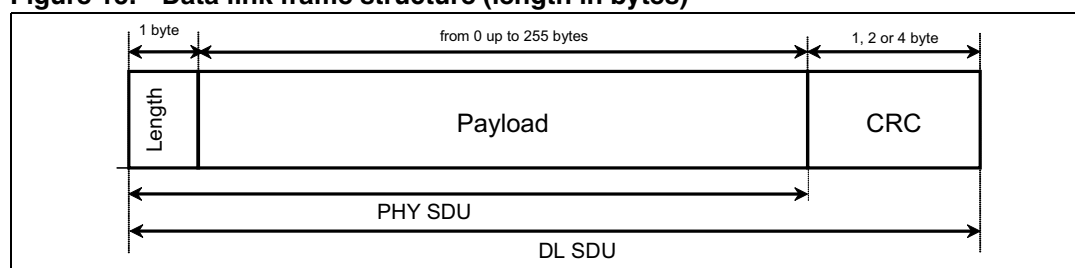 Figure 18. Data link frame structure (length in bytes)
1 byte
from 0 up to 255 bytes
1, 2 or 4 byte
Length
Payload
CRC
PHY SDU
DL SDU